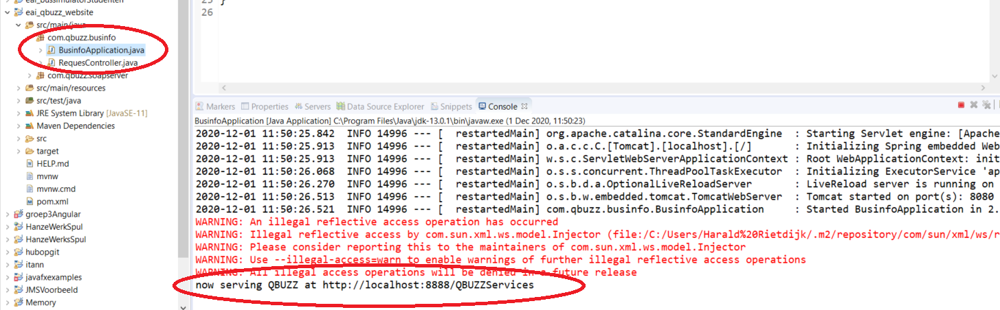 eai_bussimulatorStudenten
eai_qbuzz_website
src/main/java
com.qbuzz.businfo
BusinfoApplication.java
RequesController.java
com.qbuzz.soapserver
src/main/resources
src/test/java
JRE System Library [JavaSE-11]
Maven Dependencies
src
target
HELP.md
mvnw
mvnw.cmd
pom.xml
groep3Angular
HanzeWerkSpul
HanzeWerksSpul
hubopgit
itann
javafxexamples
JMSVoorbeeld
Memory
25 }
26
Markers Properties Servers Data Source Explorer Snippets Console
BusinfoApplication [Java Application] C:\Program Files\Java\jdk-13.0.1\bin\javaw.exe (1 Dec 2020, 11:50:23)
2020-12-01 11:50:25.842 INFO 14996 --- [ restartedMain] org.apache.catalina.core.StandardEngine : Starting Servlet engine: [Apache
2020-12-01 11:50:25.913 INFO 14996 --- [ restartedMain] o.a.c.c.C.[Tomcat].[localhost].[/] : Initializing Spring embedded Web
2020-12-01 11:50:25.913 INFO 14996 --- [ restartedMain] w.s.c.ServletWebServerApplicationContext : Root WebApplicationContext: init
2020-12-01 11:50:26.068 INFO 14996 --- [ restartedMain] o.s.s.concurrent.ThreadPoolTaskExecutor : Initializing ExecutorService 'ap
2020-12-01 11:50:26.270 INFO 14996 --- [ restartedMain] o.s.b.d.a.OptionalLiveReloadServer : LiveReload server is running on
2020-12-01 11:50:26.513 INFO 14996 --- [ restartedMain] o.s.b.w.embedded.tomcat.TomcatWebServer : Tomcat started on port(s): 8080
2020-12-01 11:50:26.521 INFO 14996 --- [ restartedMain] com.qbuzz.businfo.BusinfoApplication : Started BusinfoApplication in 2.
WARNING: An illegal reflective access operation has occurred
WARNING: Illegal reflective access by com.sun.xml.ws.model.Injector (file:/C:/Users/Harald%20Rietdijk/.m2/repository/com/sun/xml/ws/r
WARNING: Please consider reporting this to the maintainers of com.sun.xml.ws.model.Injector
WARNING: Use --illegal-access=warn to enable warnings of further illegal reflective access operations
WARNING: All illegal access operations will be denied in a future release
now serving QBUZZ at http://localhost:8888/QBUZZServices